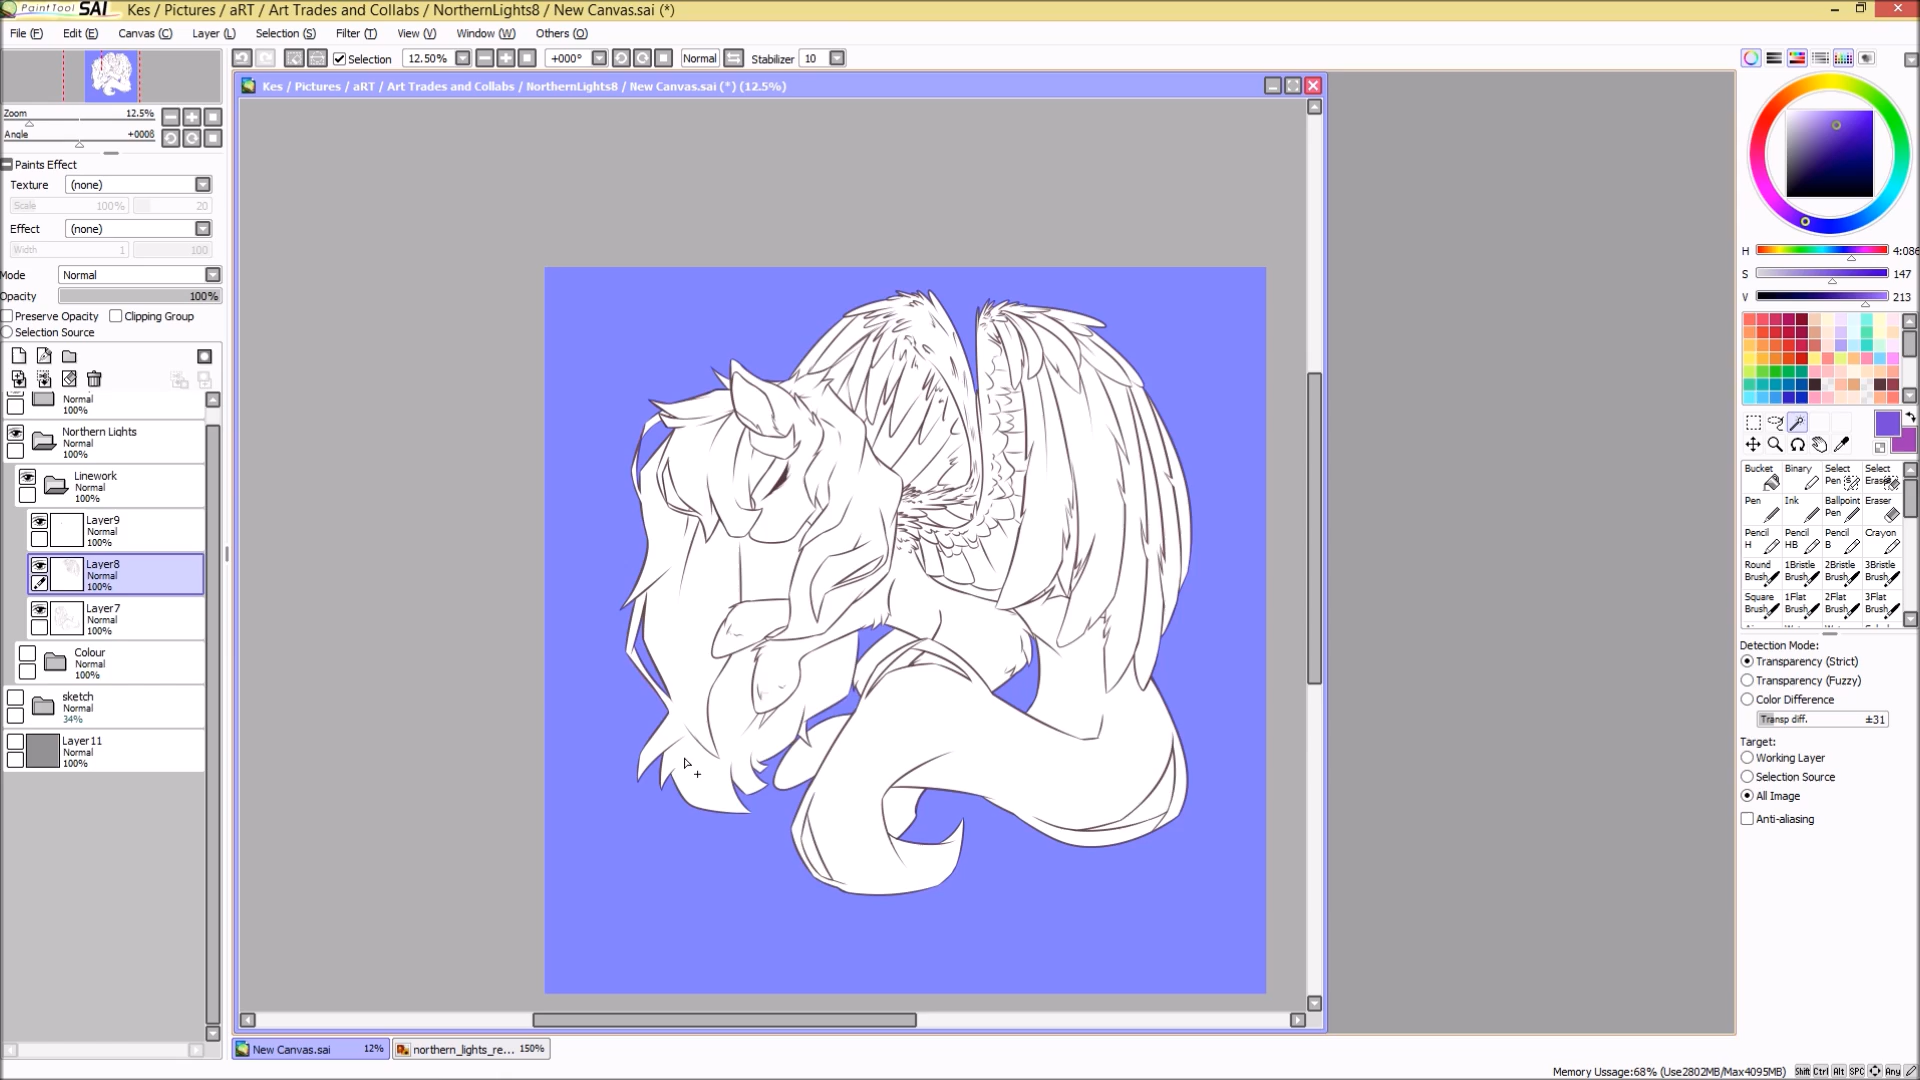 PaintTool SAI Kes / Pictures / aRT / Art Trades and Collabs / NorthernLights8 / New Canvas.sai (*)
File (F) Edit (E) Canvas (C) Layer (L) Selection (S) Filter (T) View (V) Window (W) Others (O)
Selection 12.50% +000° Normal Stabilizer 10
Kes / Pictures / aRT / Art Trades and Collabs / NorthernLights8 / New Canvas.sai (*) (12.5%)
Zoom 12.5%
Angle +000ß
Paints Effect
Texture (none)
Scale 100% 20
Effect (none)
Width 1 100
Mode Normal
Opacity 100%
Preserve Opacity Clipping Group
Selection Source
Normal
100%
Northern Lights
Normal
100%
Linework
Normal
100%
Layer9
Normal
100%
Layer8
Normal
100%
Layer7
Normal
100%
Colour
Normal
100%
sketch
Normal
34%
Layer11
Normal
100%
H 4:086
S 147
V 213
Bucket Binary Select Pen Select Eraser
Pen Ink Ballpoint Pen Eraser
Pencil H Pencil HB Pencil B Crayon
Round Brush 1Bristle Brush 2Bristle Brush 3Bristle Brush
Square Brush 1Flat Brush 2Flat Brush 3Flat Brush
Detection Mode:
Transparency (Strict)
Transparency (Fuzzy)
Color Difference
Transp diff. ±31
Target:
Working Layer
Selection Source
All Image
Anti-aliasing
New Canvas.sai 12% northern_lights_re... 150%
Memory Usage:68% (Use2802MB/Max4095MB) Shift Ctrl Alt SPC Any